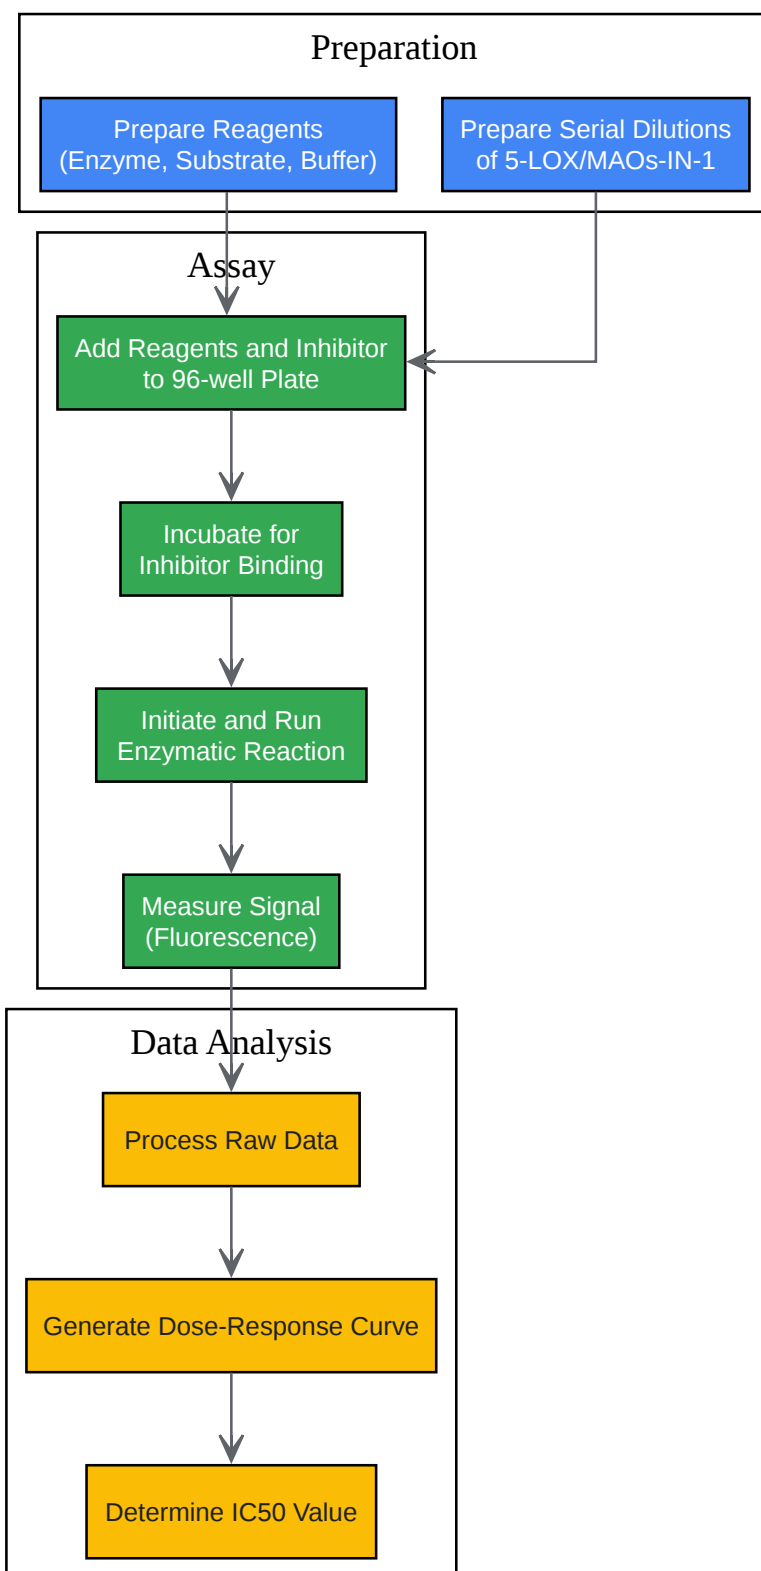 Preparation
Prepare Reagents
(Enzyme, Substrate, Buffer)
Prepare Serial Dilutions
of 5-LOX/MAOs-IN-1
Assay
Add Reagents and Inhibitor
to 96-well Plate
Incubate for
Inhibitor Binding
Initiate and Run
Enzymatic Reaction
Measure Signal
(Fluorescence)
Data Analysis
Process Raw Data
Generate Dose-Response Curve
Determine IC50 Value